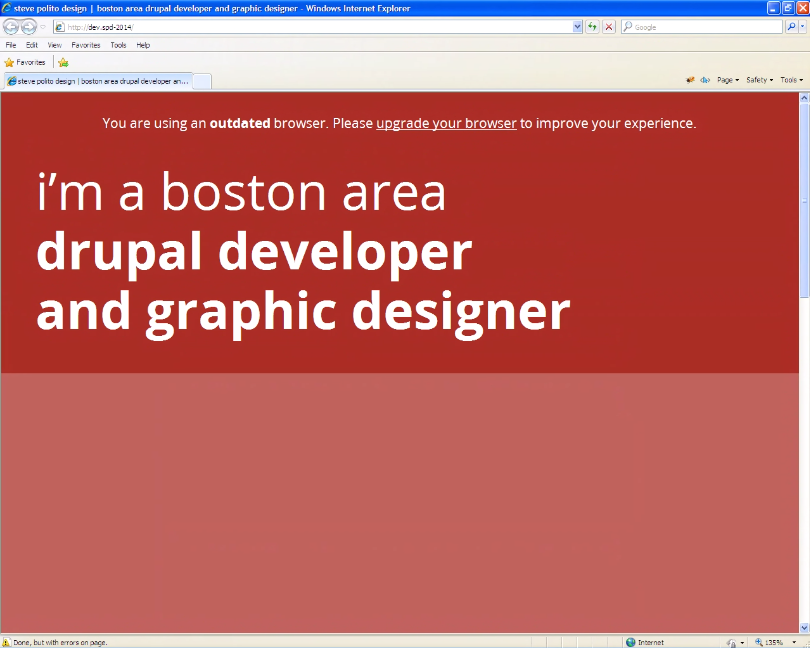 steve polito design | boston area drupal developer and graphic designer - Windows Internet Explorer
http://dev.spd-2014/
Google
File Edit View Favorites Tools Help
Favorites
steve polito design | boston area drupal developer an...
Page Safety Tools
You are using an outdated browser. Please upgrade your browser to improve your experience.
i’m a boston area
drupal developer
and graphic designer
Done, but with errors on page.
Internet
135%